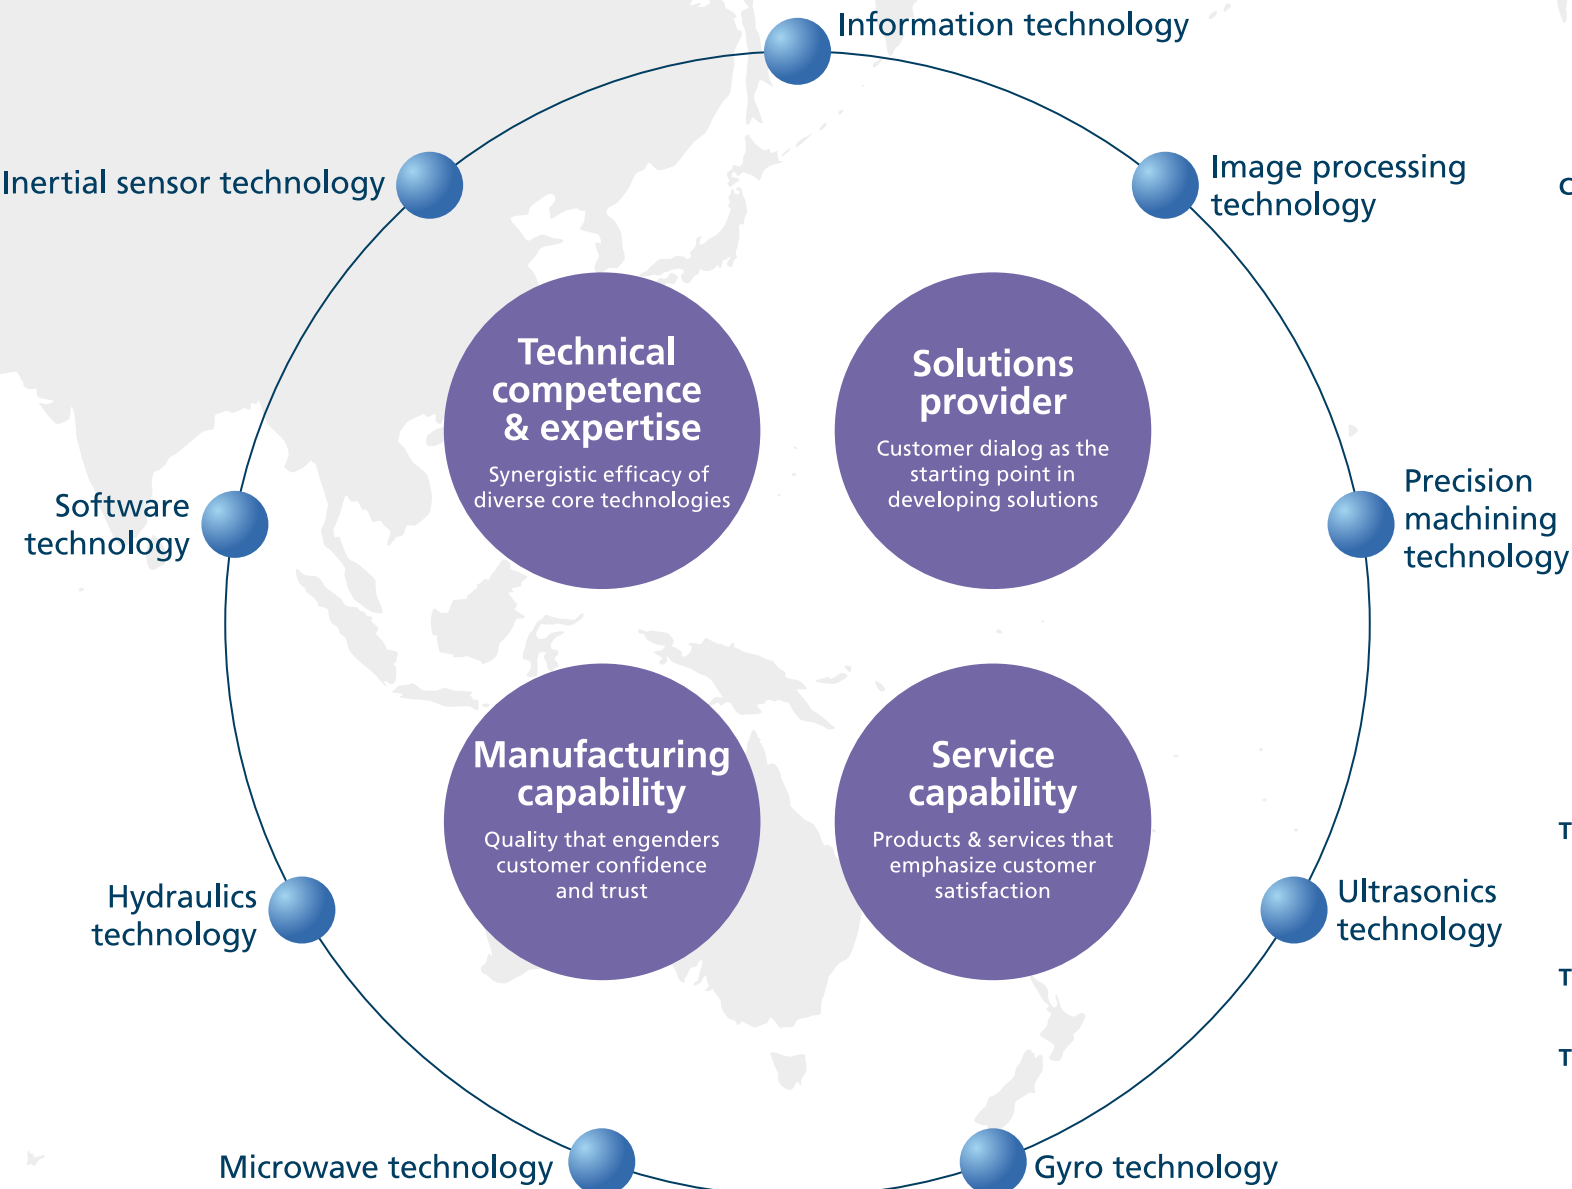 Information technology
Inertial sensor technology
Image processing
technology
C
Technical
competence
& expertise
Synergistic efficacy of
diverse core technologies
Solutions
provider
Customer dialog as the
starting point in
developing solutions
Software
technology
Precision
machining
technology
Manufacturing
capability
Quality that engenders
customer confidence
and trust
Service
capability
Products & services that
emphasize customer
satisfaction
T
Hydraulics
technology
Ultrasonics
technology
T
T
Microwave technology
Gyro technology